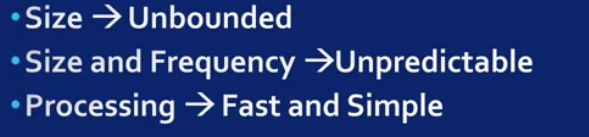 •Size → Unbounded
•Size and Frequency →Unpredictable
•Processing → Fast and Simple